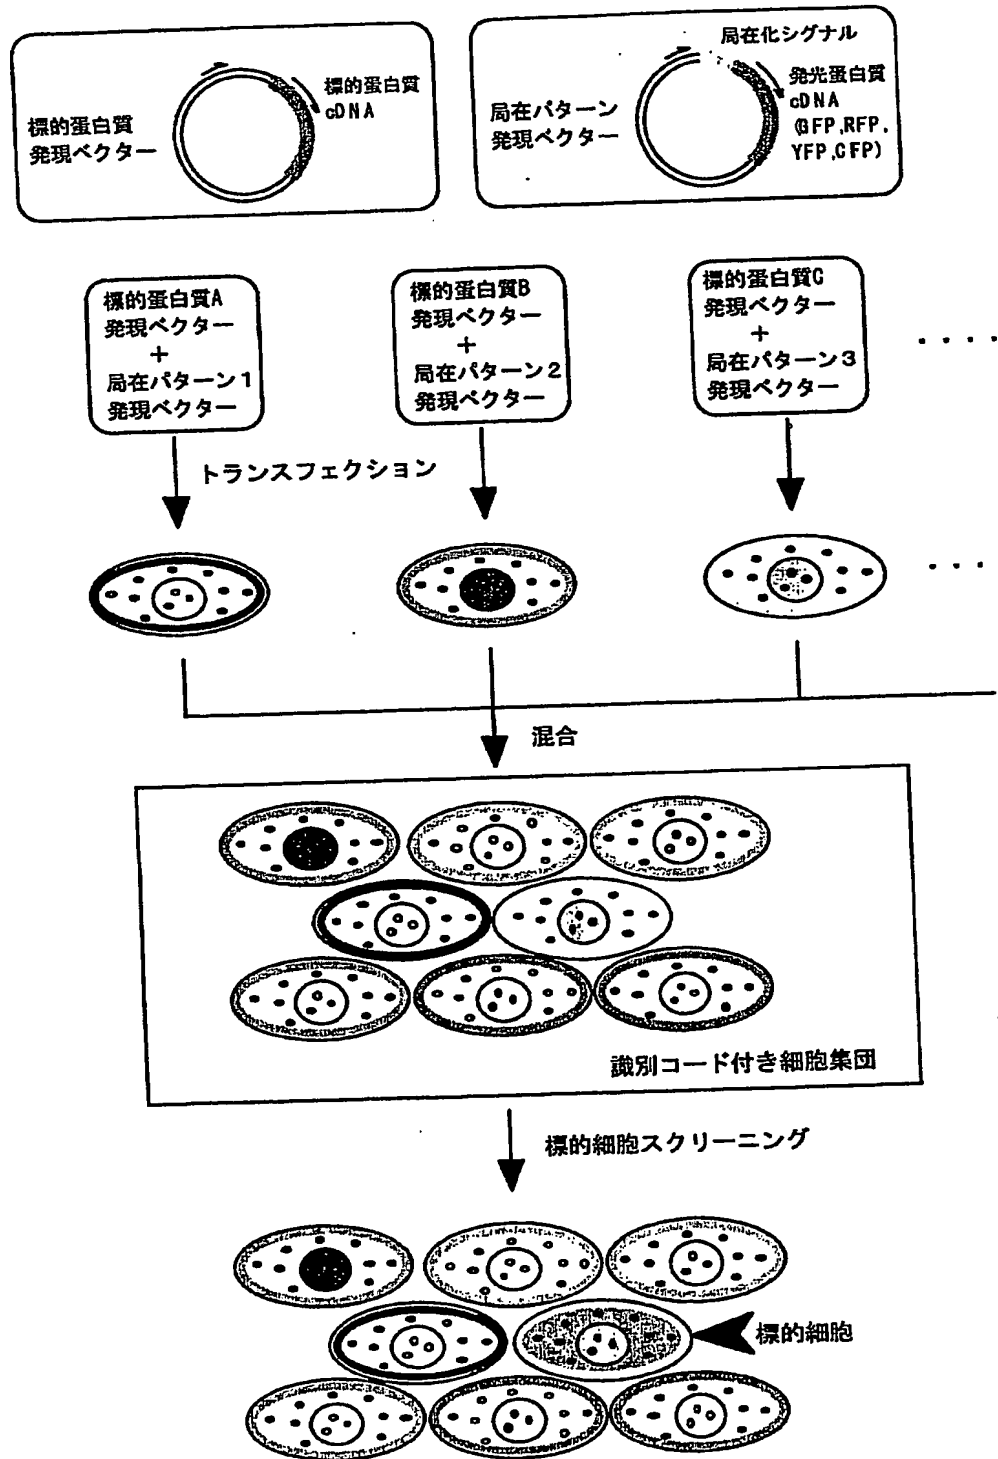 標的蛋白質
発現ベクター
標的蛋白質
cDNA
局在パターン
発現ベクター
局在化シグナル
発光蛋白質
cDNA
(GFP,RFP,
YFP,CFP)
標的蛋白質A
発現ベクター
+
局在パターン1
発現ベクター
標的蛋白質B
発現ベクター
+
局在パターン2
発現ベクター
標的蛋白質C
発現ベクター
+
局在パターン3
発現ベクター
....
トランスフェクション
....
混合
識別コード付き細胞集団
標的細胞スクリーニング
標的細胞